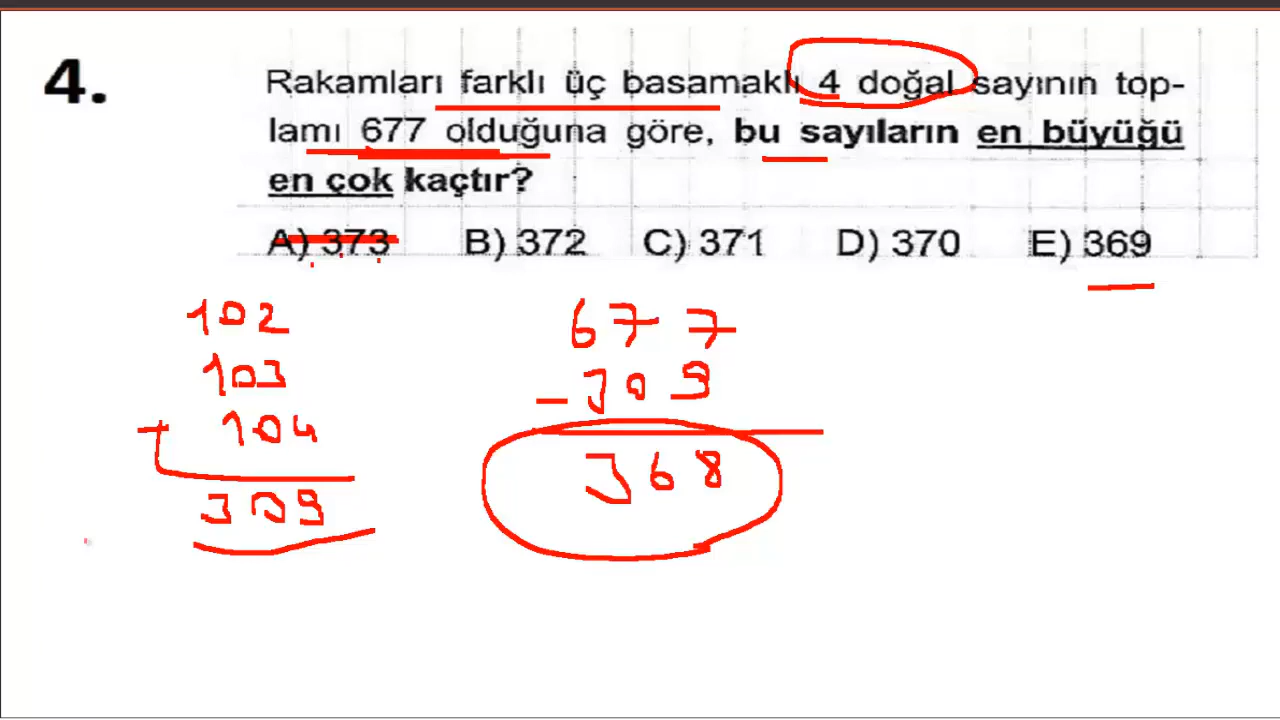 4.
Rakamları farklı üç basamaklı 4 doğal sayının top-
lamı 677 olduğuna göre, bu sayıların en büyüğü
en çok kaçtır?
A) 373 B) 372 C) 371 D) 370 E) 369
102
103
+ 104
309
677
- 309
368